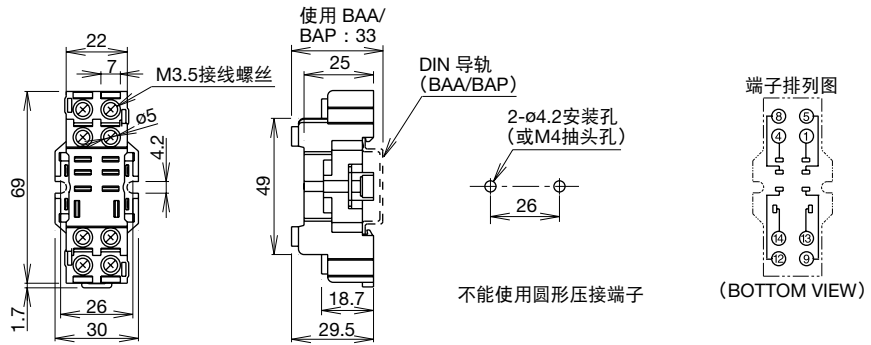 22
7
M3.5接线螺丝
ø5
4.2
69
1.7
26
30
使用 BAA/
BAP：33
25
DIN 导轨
（BAA/BAP）
49
18.7
29.5
2-ø4.2安装孔
（或M4抽头孔）
26
不能使用圆形压接端子
端子排列图
⑧ ⑤
④ ①
⑭ ⑬
⑫ ⑨
（BOTTOM VIEW）